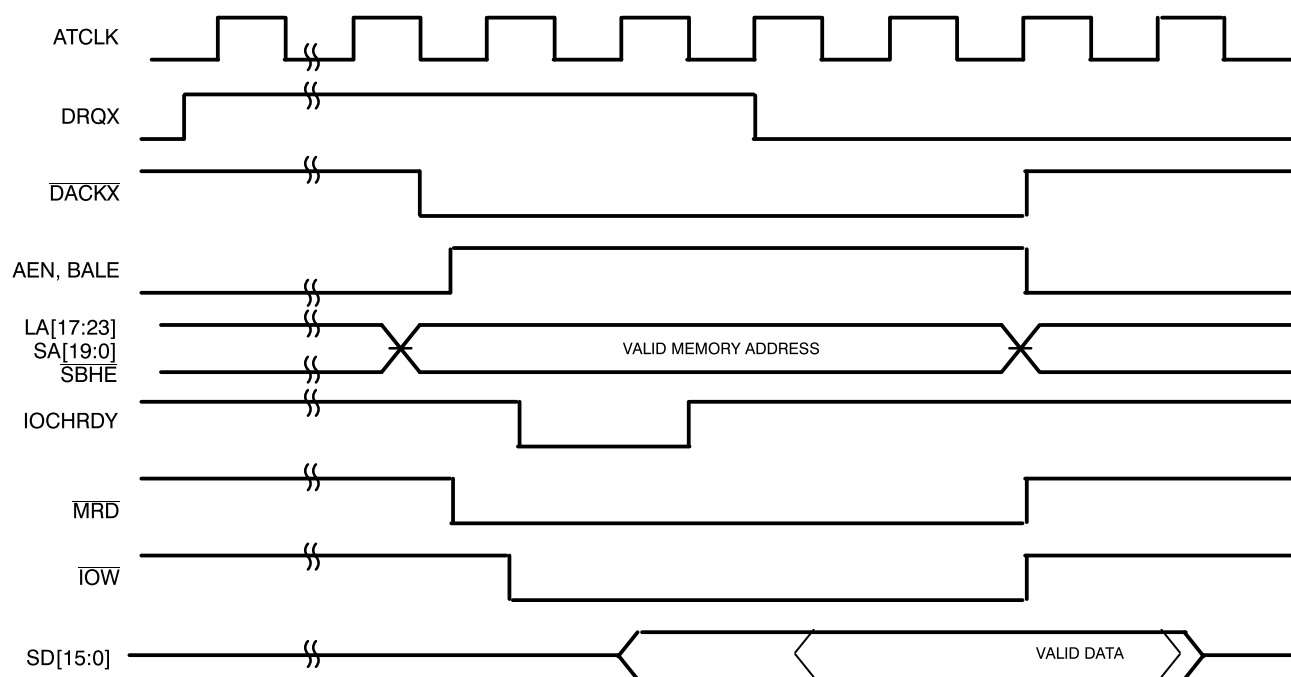 ATCLK
DRQX
DACKX
AEN, BALE
LA[17:23]
SA[19:0]
SBHE
VALID MEMORY ADDRESS
IOCHRDY
MRD
IOW
SD[15:0]
VALID DATA